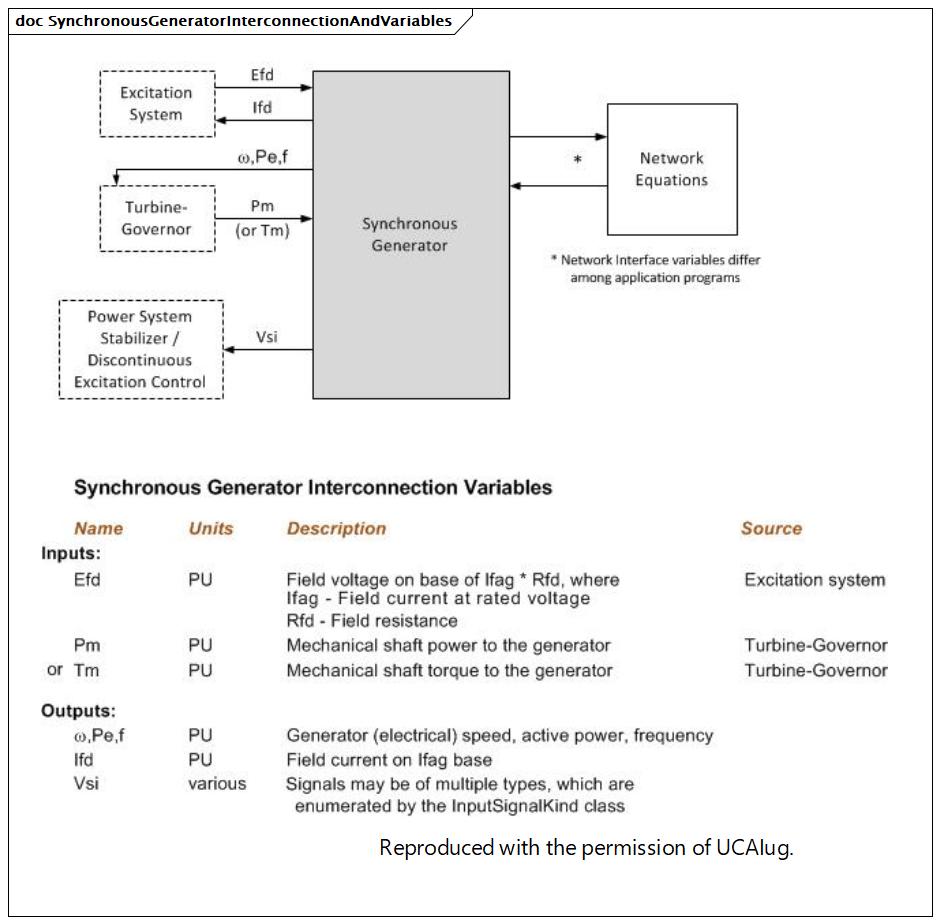 doc SynchronousGeneratorInterconnectionAndVariables
Efd
Excitation
System
Ifd
ω,Pe,f
Turbine-
Governor
Pm
(or Tm)
Synchronous
Generator
*
Network
Equations
* Network Interface variables differ
among application programs
Power System
Stabilizer /
Discontinuous
Excitation Control
Vsi
Synchronous Generator Interconnection Variables
Name Units Description Source
Inputs:
Efd PU Field voltage on base of Ifag * Rfd, where Excitation system
Ifag - Field current at rated voltage
Rfd - Field resistance
Pm PU Mechanical shaft power to the generator Turbine-Governor
or Tm PU Mechanical shaft torque to the generator Turbine-Governor
Outputs:
ω,Pe,f PU Generator (electrical) speed, active power, frequency
Ifd PU Field current on Ifag base
Vsi various Signals may be of multiple types, which are
enumerated by the InputSignalKind class
Reproduced with the permission of UCAIug.